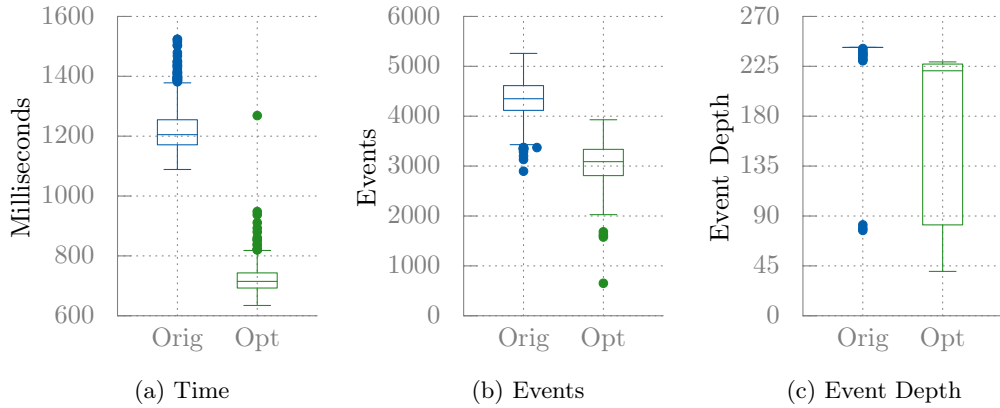 Milliseconds
1600
1400
1200
1000
800
600
Orig Opt
(a) Time
Events
6000
5000
4000
3000
2000
1000
0
Orig Opt
(b) Events
Event Depth
270
225
180
135
90
45
0
Orig Opt
(c) Event Depth